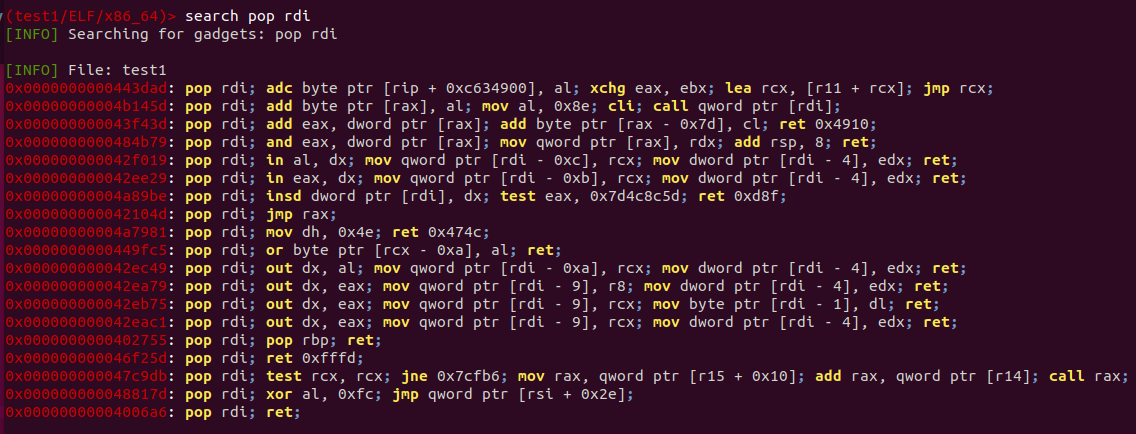 (test1/ELF/x86_64)> search pop rdi
[INFO] Searching for gadgets: pop rdi
[INFO] File: test1
0x0000000000443dad: pop rdi; adc byte ptr [rip + 0xc634900], al; xchg eax, ebx; lea rcx, [r11 + rcx]; jmp rcx;
0x00000000004b145d: pop rdi; add byte ptr [rax], al; mov al, 0x8e; cli; call qword ptr [rdi];
0x000000000043f43d: pop rdi; add eax, dword ptr [rax]; add byte ptr [rax - 0x7d], cl; ret 0x4910;
0x0000000000484b79: pop rdi; and eax, dword ptr [rax]; mov qword ptr [rax], rdx; add rsp, 8; ret;
0x000000000042f019: pop rdi; in al, dx; mov qword ptr [rdi - 0xc], rcx; mov dword ptr [rdi - 4], edx; ret;
0x000000000042ee29: pop rdi; in eax, dx; mov qword ptr [rdi - 0xb], rcx; mov dword ptr [rdi - 4], edx; ret;
0x00000000004a89be: pop rdi; insd dword ptr [rdi], dx; test eax, 0x7d4c8c5d; ret 0xd8f;
0x000000000042104d: pop rdi; jmp rax;
0x00000000004a7981: pop rdi; mov dh, 0x4e; ret 0x474c;
0x0000000000449fc5: pop rdi; or byte ptr [rcx - 0xa], al; ret;
0x000000000042ec49: pop rdi; out dx, al; mov qword ptr [rdi - 0xa], rcx; mov dword ptr [rdi - 4], edx; ret;
0x000000000042ea79: pop rdi; out dx, eax; mov qword ptr [rdi - 9], r8; mov dword ptr [rdi - 4], edx; ret;
0x000000000042eb75: pop rdi; out dx, eax; mov qword ptr [rdi - 9], rcx; mov byte ptr [rdi - 1], dl; ret;
0x000000000042eac1: pop rdi; out dx, eax; mov qword ptr [rdi - 9], rcx; mov dword ptr [rdi - 4], edx; ret;
0x0000000000402755: pop rdi; pop rbp; ret;
0x000000000046f25d: pop rdi; ret 0xfffd;
0x000000000047c9db: pop rdi; test rcx, rcx; jne 0x7cfb6; mov rax, qword ptr [r15 + 0x10]; add rax, qword ptr [r14]; call rax;
0x000000000048817d: pop rdi; xor al, 0xfc; jmp qword ptr [rsi + 0x2e];
0x00000000004006a6: pop rdi; ret;